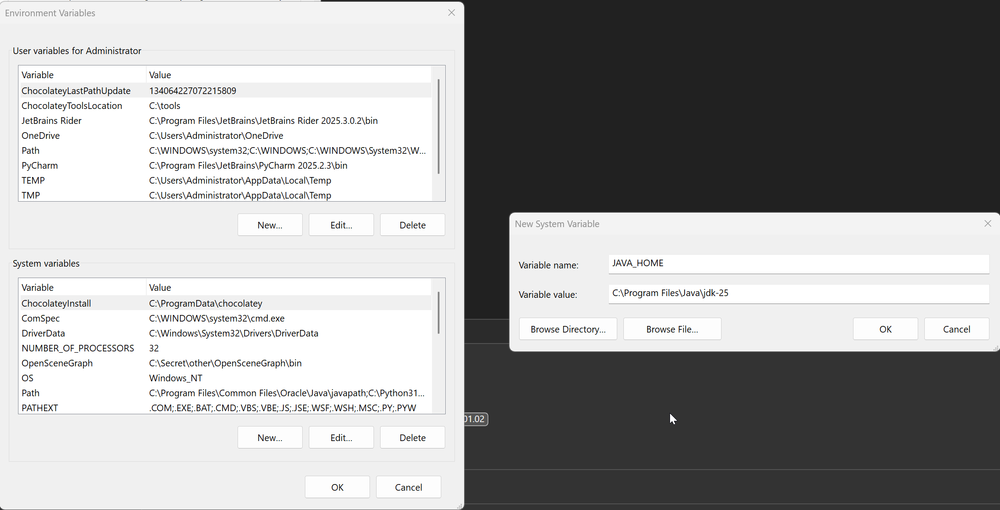 Environment Variables
User variables for Administrator
Variable Value
ChocolateyLastPathUpdate 134064227072215809
ChocolateyToolsLocation C:\tools
JetBrains Rider C:\Program Files\JetBrains\JetBrains Rider 2025.3.0.2\bin
OneDrive C:\Users\Administrator\OneDrive
Path C:\WINDOWS\system32;C:\WINDOWS;C:\WINDOWS\System32\W...
PyCharm C:\Program Files\JetBrains\PyCharm 2025.2.3\bin
TEMP C:\Users\Administrator\AppData\Local\Temp
TMP C:\Users\Administrator\AppData\Local\Temp
New... Edit... Delete
System variables
Variable Value
ChocolateyInstall C:\ProgramData\chocolatey
ComSpec C:\WINDOWS\system32\cmd.exe
DriverData C:\Windows\System32\Drivers\DriverData
NUMBER_OF_PROCESSORS 32
OpenSceneGraph C:\Secret\other\OpenSceneGraph\bin
OS Windows_NT
Path C:\Program Files\Common Files\Oracle\Java\javapath;C:\Python31...
PATHEXT .COM;.EXE;.BAT;.CMD;.VBS;.VBE;.JS;.JSE;.WSF;.WSH;.MSC;.PY;.PYW
New... Edit... Delete
OK Cancel
New System Variable
Variable name: JAVA_HOME
Variable value: C:\Program Files\Java\jdk-25
Browse Directory... Browse File... OK Cancel
01.02